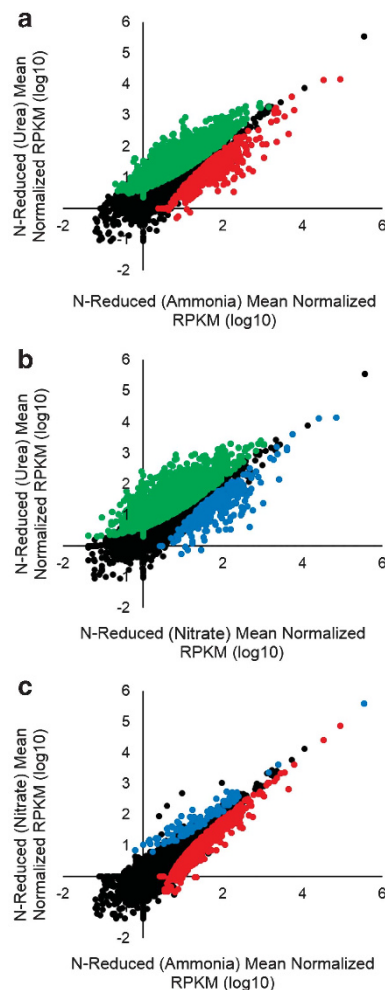 a
6
5
4
3
2
1
-2 2 4 6
-1
-2
N-Reduced (Urea) Mean
Normalized RPKM (log10)
N-Reduced (Ammonia) Mean Normalized
RPKM (log10)
b
6
5
4
3
2
1
-2 0 2 4 6
-1
-2
N-Reduced (Urea) Mean
Normalized RPKM (log10)
N-Reduced (Nitrate) Mean Normalized
RPKM (log10)
c
6
5
4
3
2
1
-2 2 4 6
-1
-2
N-Reduced (Nitrate) Mean
Normalized RPKM (log10)
N-Reduced (Ammonia) Mean Normalized
RPKM (log10)